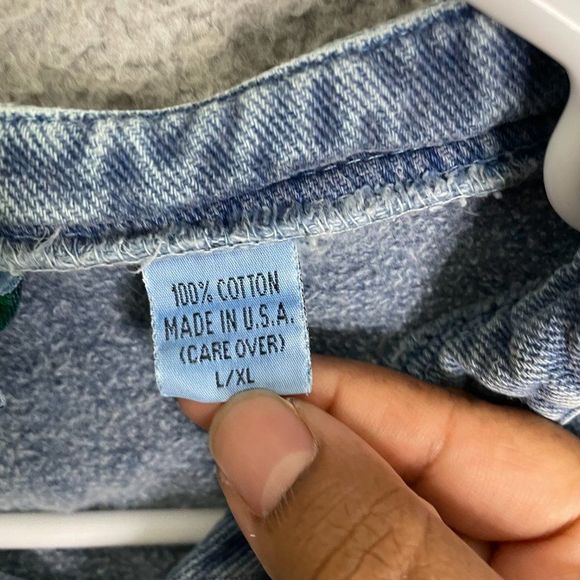 100% COTTON
MADE IN U.S.A.
(CARE OVER)
L/XL